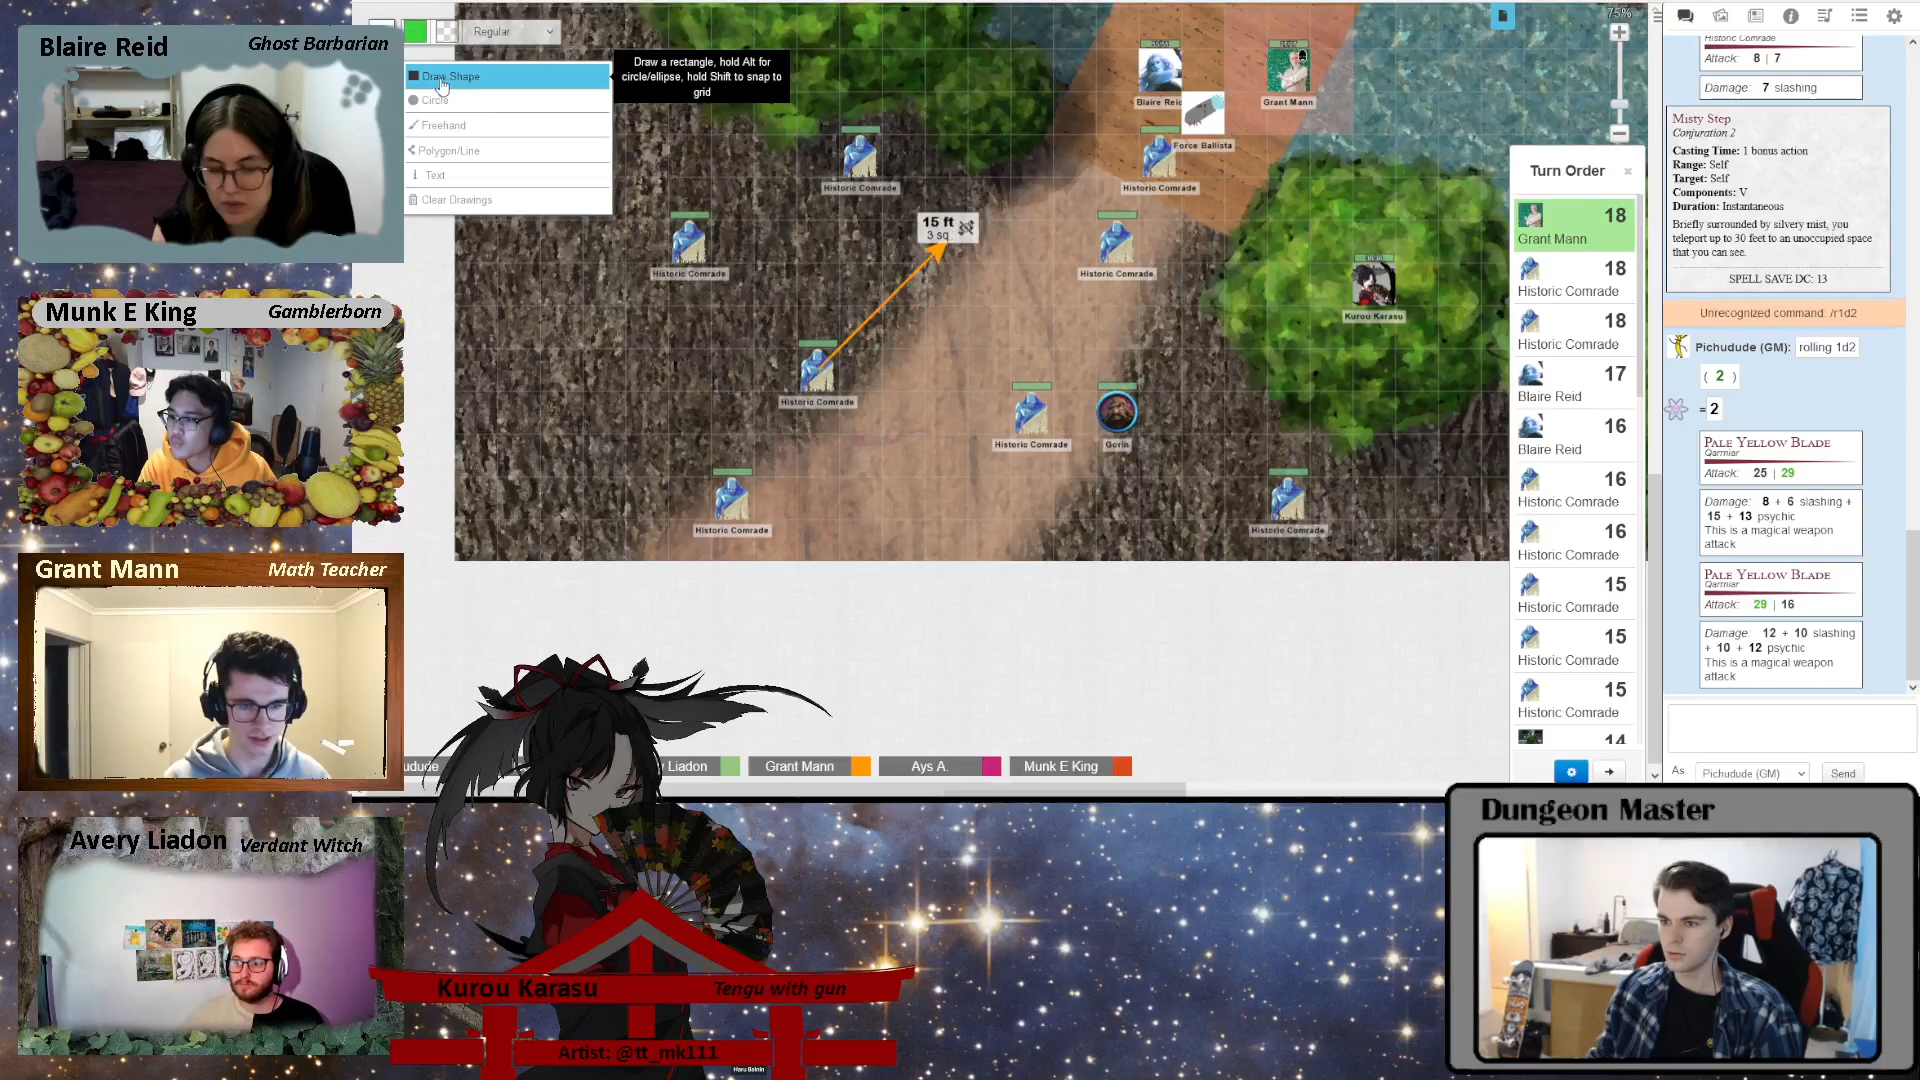 Blaire Reid
Ghost Barbarian
Munk E King
Gamblerborn
Grant Mann
Math Teacher
Avery Liadon
Verdant Witch
Regular
Draw Shape
Circle
Freehand
Polygon/Line
Text
Clear Drawings
Draw a rectangle, hold Alt for
circle/ellipse, hold Shift to snap to
grid
75%
Blaire Reid
Grant Mann
Force Ballista
Historic Comrade
Historic Comrade
15 ft
3 sq
Historic Comrade
Historic Comrade
Kurou Karasu
Historic Comrade
Historic Comrade
Gorin
Historic Comrade
Historic Comrade
Turn Order
18
Grant Mann
18
Historic Comrade
18
Historic Comrade
17
Blaire Reid
16
Blaire Reid
16
Historic Comrade
16
Historic Comrade
15
Historic Comrade
15
Historic Comrade
15
Historic Comrade
14
Historic Comrade
Attack: 8 | 7
Damage: 7 slashing
Misty Step
Conjuration 2
Casting Time: 1 bonus action
Range: Self
Target: Self
Components: V
Duration: Instantaneous
Briefly surrounded by silvery mist, you
teleport up to 30 feet to an unoccupied space
that you can see.
SPELL SAVE DC: 13
Unrecognized command: /r1d2
Pichudude (GM): rolling 1d2
( 2 )
=2
PALE YELLOW BLADE
Qarmiar
Attack: 25 | 29
Damage: 8 + 6 slashing +
15 + 13 psychic
This is a magical weapon
attack
PALE YELLOW BLADE
Qarmiar
Attack: 29 | 16
Damage: 12 + 10 slashing
+ 10 + 12 psychic
This is a magical weapon
attack
As: Pichudude (GM) Send
udude
y Liadon
Grant Mann
Ays A.
Munk E King
Dungeon Master
Kurou Karasu
Tengu with gun
Artist: @tt_mk111
Haru Bainin